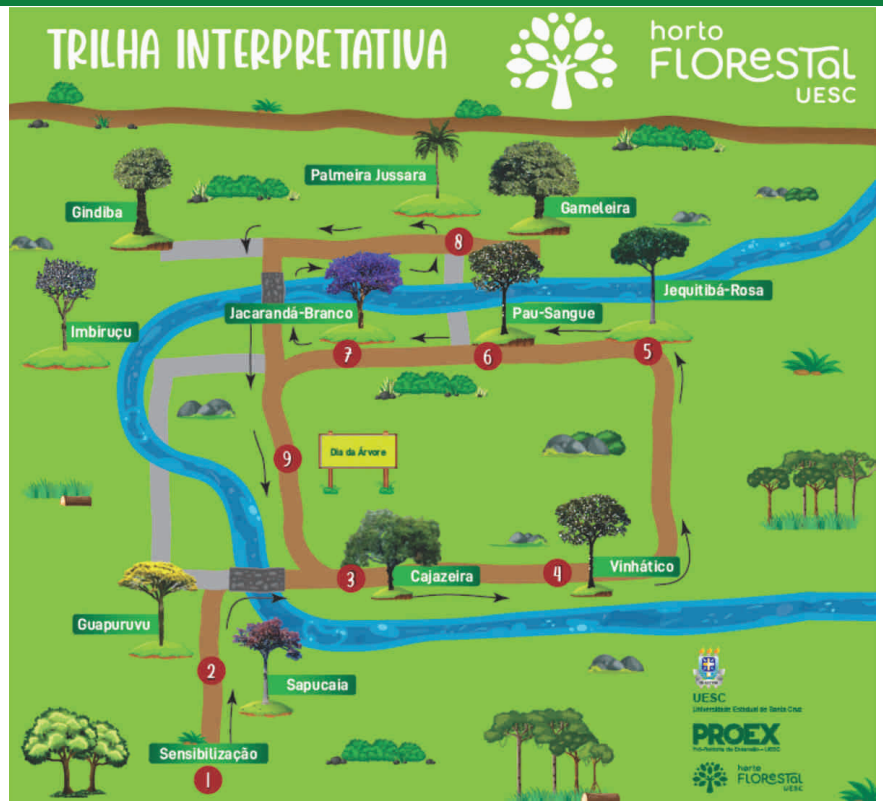 TRILHA INTERPRETATIVA
horto
FLORESTAL
UESC
Palmeira Jussara
Gindiba
Gameleira
8
Imbiruçu
Jacarandá-Branco
Pau-Sangue
Jequitibá-Rosa
7
6
5
9
Dia da Árvore
3
Cajazeira
4
Vinhático
Guapuruvu
2
Sapucaia
Sensibilização
1
UESC
Universidade Estadual de Santa Cruz
PROEX
Pró-Reitoria de Extensão - UESC
horto
FLORESTAL
UESC